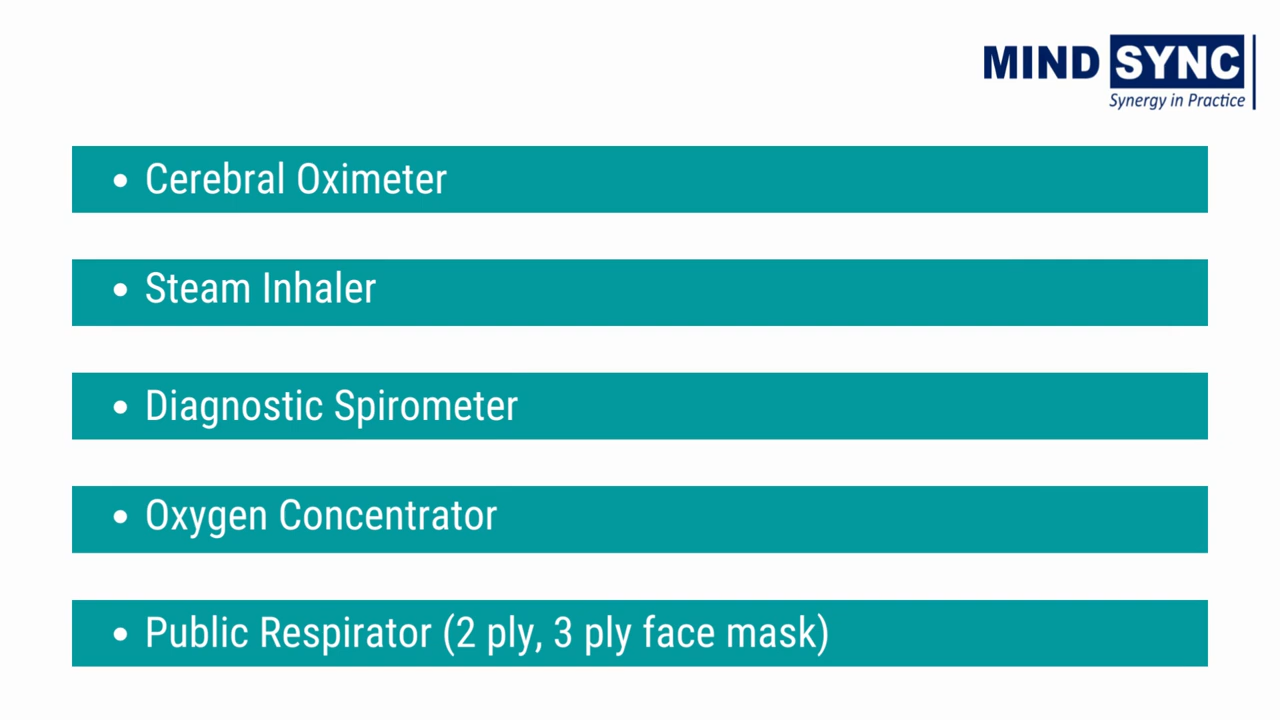 MIND SYNC
Synergy in Practice
• Cerebral Oximeter
• Steam Inhaler
• Diagnostic Spirometer
• Oxygen Concentrator
• Public Respirator (2 ply, 3 ply face mask)